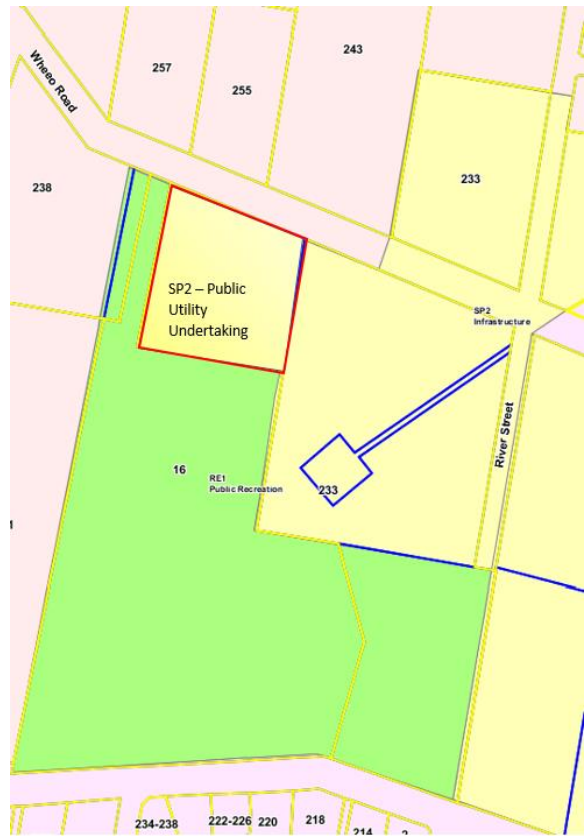 257
255
243
Wheeo Road
238
233
SP2 – Public
Utility
Undertaking
SP2
Infrastructure
River Street
16
RE1
Public Recreation
233
234-238
222-226
220
218
214